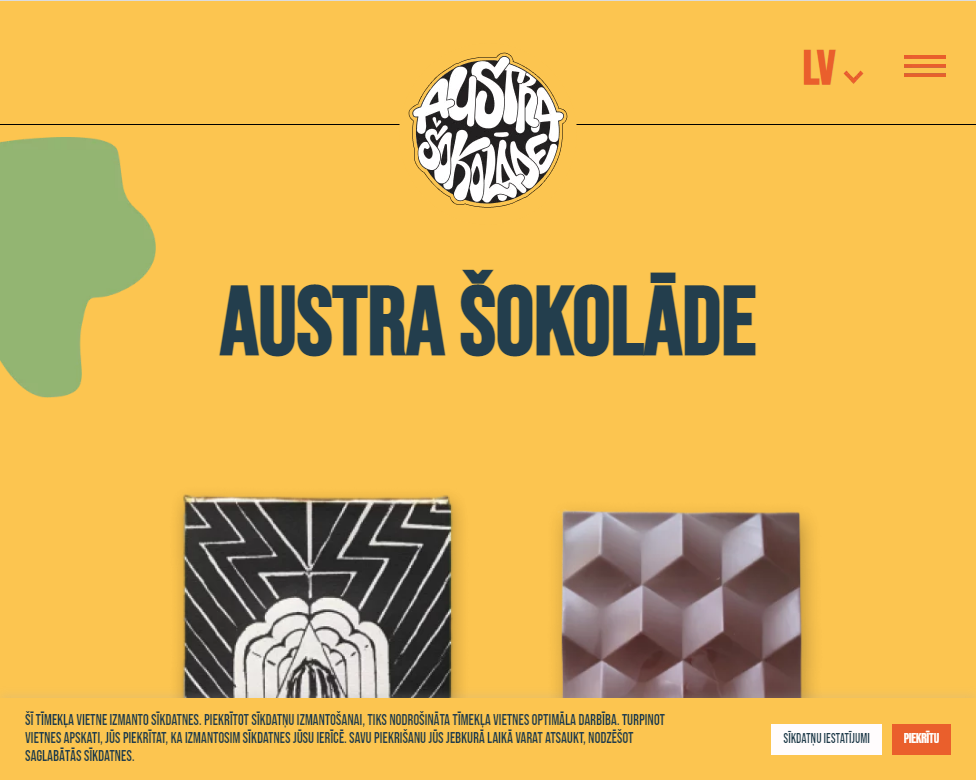 LV
AUSTRA
ŠOKOLĀDE
AUSTRA ŠOKOLĀDE
ŠĪ TĪMEKĻA VIETNE IZMANTO SĪKDATNES. PIEKRĪTOT SĪKDATŅU IZMANTOŠANAI, TIKS NODROŠINĀTA TĪMEKĻA VIETNES OPTIMĀLA DARBĪBA. TURPINOT
VIETNES APSKATI, JŪS PIEKRĪTAT, KA IZMANTOSIM SĪKDATNES JŪSU IERĪCĒ. SAVU PIEKRIŠANU JŪS JEBKURĀ LAIKĀ VARAT ATSAUKT, NODZĒŠOT
SAGLABĀTĀS SĪKDATNES.
SĪKDATŅU IESTATĪJUMI
PIEKRĪTU